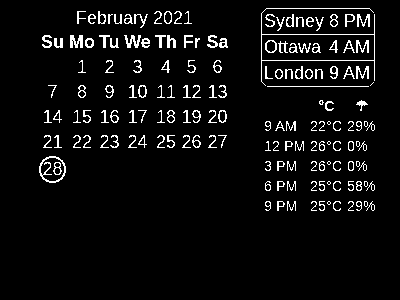 February 2021
Su Mo Tu We Th Fr Sa
1 2 3 4 5 6
7 8 9 10 11 12 13
14 15 16 17 18 19 20
21 22 23 24 25 26 27
28
Sydney 8 PM
Ottawa 4 AM
London 9 AM
°C
9 AM 22°C 29%
12 PM 26°C 0%
3 PM 26°C 0%
6 PM 25°C 58%
9 PM 25°C 29%